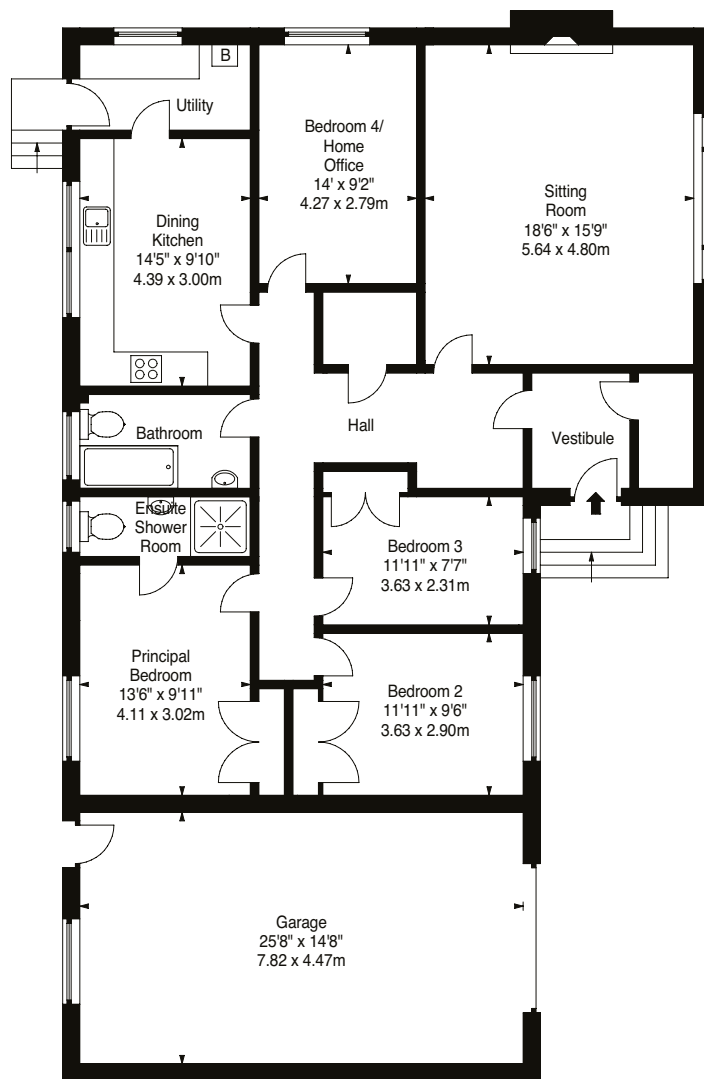 B
Utility
Bedroom 4/
Home
Office
14' x 9'2"
4.27 x 2.79m
Sitting
Room
18'6" x 15'9"
5.64 x 4.80m
Dining
Kitchen
14'5" x 9'10"
4.39 x 3.00m
Bathroom
Hall
Vestibule
Ensuite
Shower
Room
Bedroom 3
11'11" x 7'7"
3.63 x 2.31m
Principal
Bedroom
13'6" x 9'11"
4.11 x 3.02m
Bedroom 2
11'11" x 9'6"
3.63 x 2.90m
Garage
25'8" x 14'8"
7.82 x 4.47m